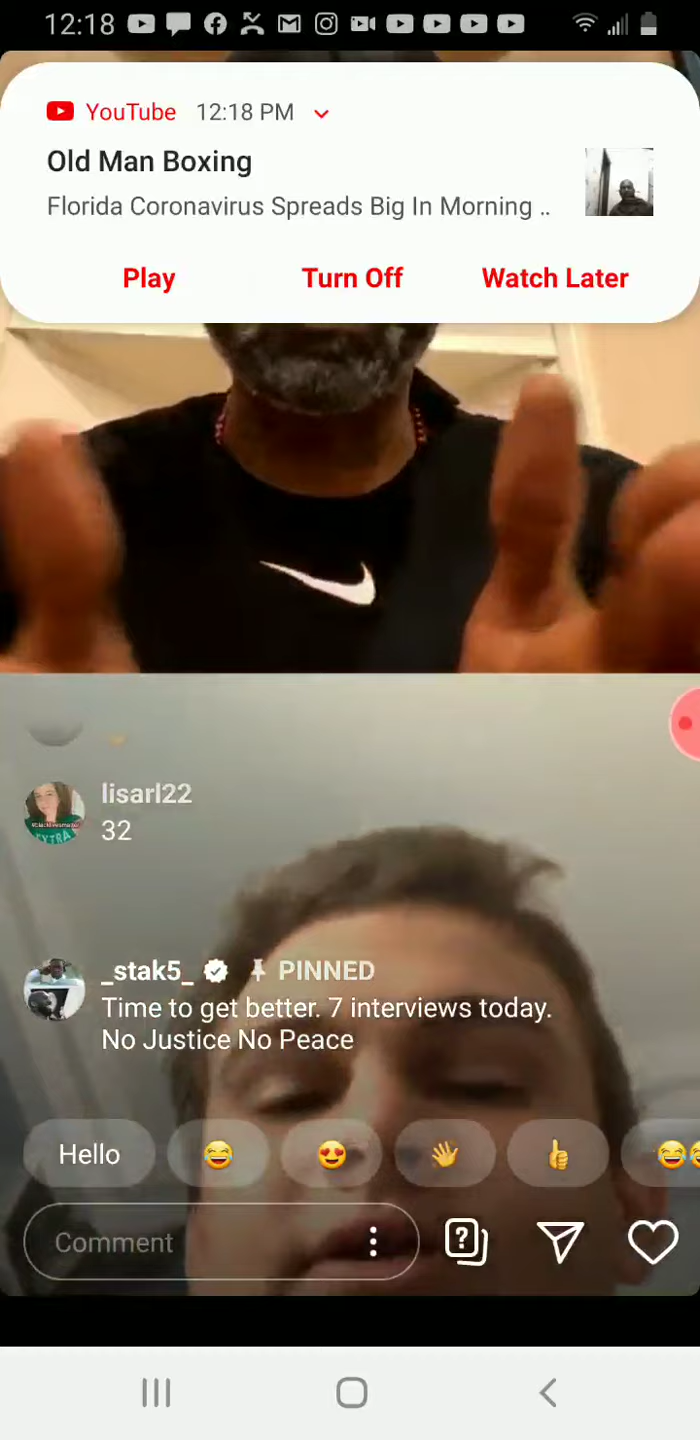 12:18
YouTube 12:18 PM
Old Man Boxing
Florida Coronavirus Spreads Big In Morning ..
Play Turn Off Watch Later
lisarl22
32
EXTRA
_stak5_ PINNED
Time to get better. 7 interviews today.
No Justice No Peace
Hello
Comment